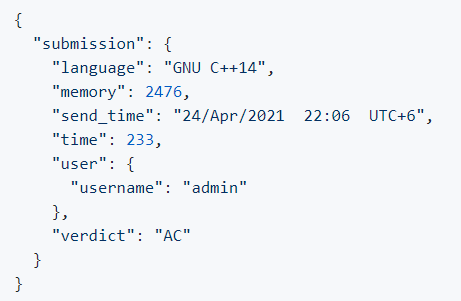 {
  "submission": {
    "language": "GNU C++14",
    "memory": 2476,
    "send_time": "24/Apr/2021  22:06  UTC+6",
    "time": 233,
    "user": {
      "username": "admin"
    },
    "verdict": "AC"
  }
}